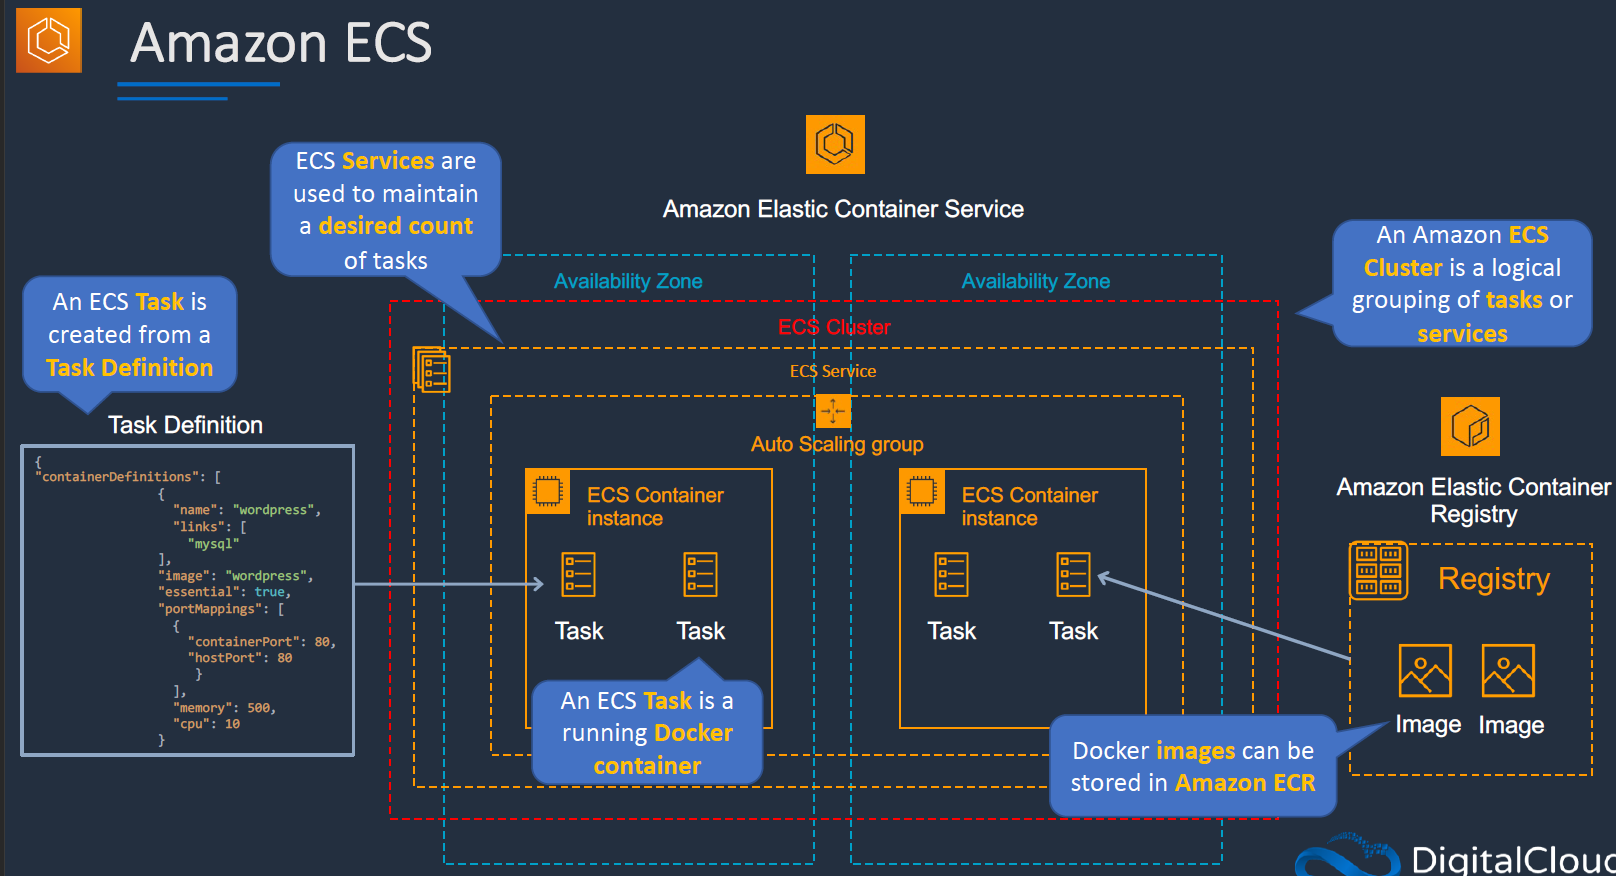 Amazon ECS
Amazon Elastic Container Service
ECS Services are
used to maintain
a desired count
of tasks
An Amazon ECS
Cluster is a logical
grouping of tasks or
services
Availability Zone
Availability Zone
An ECS Task is
created from a
Task Definition
ECS Cluster
ECS Service
Auto Scaling group
Task Definition
{
"containerDefinitions": [
{
"name": "wordpress",
"links": [
"mysql"
],
"image": "wordpress",
"essential": true,
"portMappings": [
{
"containerPort": 80,
"hostPort": 80
}
],
"memory": 500,
"cpu": 10
}
ECS Container
instance
Task
Task
An ECS Task is a
running Docker
container
ECS Container
instance
Task
Task
Amazon Elastic Container
Registry
Registry
Image
Image
Docker images can be
stored in Amazon ECR
DigitalCloud